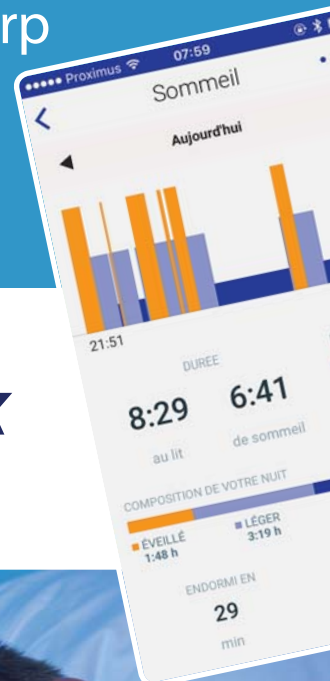 rp
Proximus 07:59
Sommeil
Aujourd'hui
21:51
DURÉE
8:29 6:41
au lit de sommeil
COMPOSITION DE VOTRE NUIT
ÉVEILLÉ LÉGER
1:48 h 3:19 h
ENDORMI EN
29
min